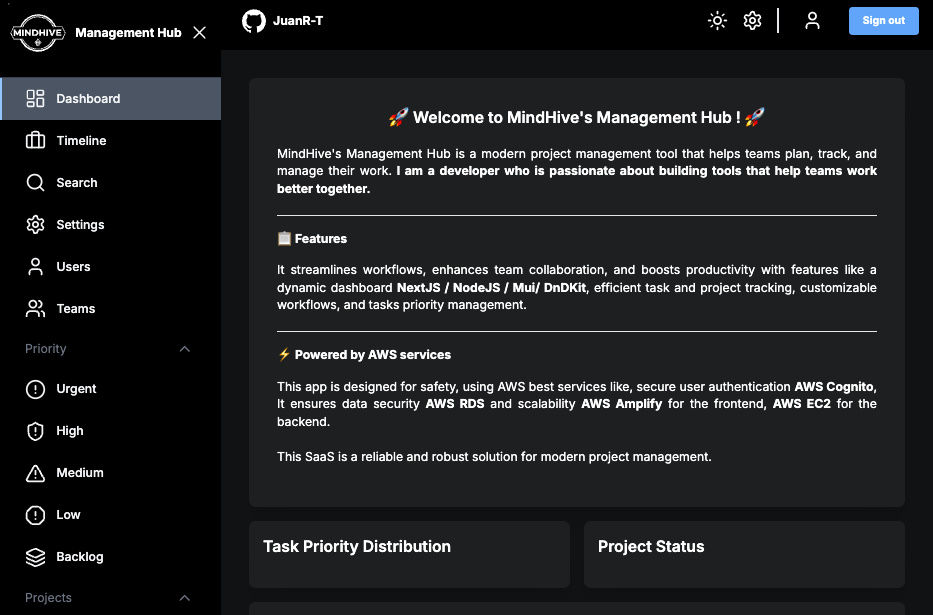 MINDHIVE
Management Hub
JuanR-T
Sign out
Dashboard
Timeline
Search
Settings
Users
Teams
Priority
Urgent
High
Medium
Low
Backlog
Projects
🚀 Welcome to MindHive's Management Hub ! 🚀
MindHive's Management Hub is a modern project management tool that helps teams plan, track, and
manage their work. I am a developer who is passionate about building tools that help teams work
better together.
📋 Features
It streamlines workflows, enhances team collaboration, and boosts productivity with features like a
dynamic dashboard NextJS / NodeJS / Mui/ DnDKit, efficient task and project tracking, customizable
workflows, and tasks priority management.
⚡ Powered by AWS services
This app is designed for safety, using AWS best services like, secure user authentication AWS Cognito,
It ensures data security AWS RDS and scalability AWS Amplify for the frontend, AWS EC2 for the
backend.
This SaaS is a reliable and robust solution for modern project management.
Task Priority Distribution
Project Status